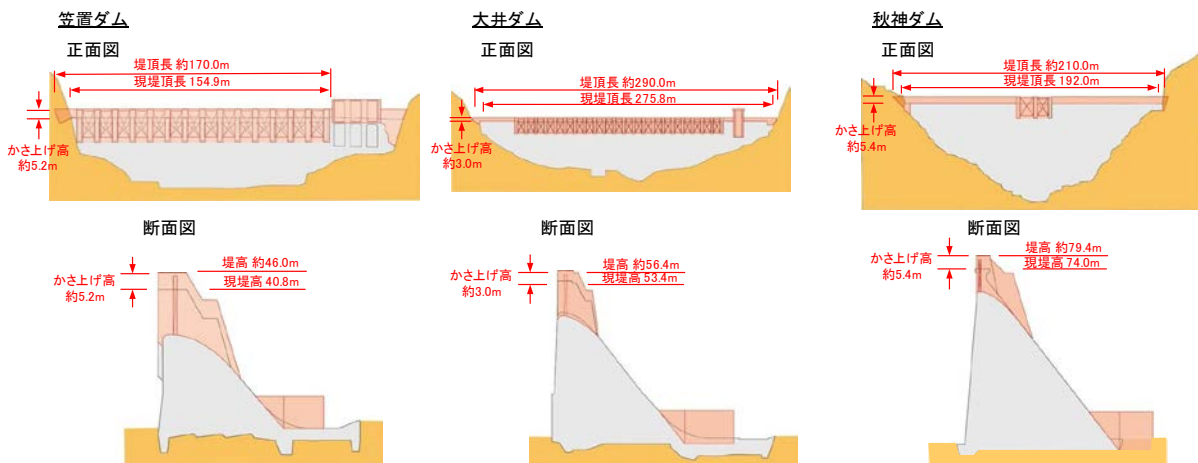 笠置ダム
正面図
堤頂長 約170.0m
現堤頂長 154.9m
かさ上げ高
約5.2m
断面図
堤高 約46.0m
かさ上げ高
約5.2m
現堤高 40.8m
大井ダム
正面図
堤頂長 約290.0m
現堤頂長 275.8m
かさ上げ高
約3.0m
断面図
堤高 約56.4m
かさ上げ高
約3.0m
現堤高 53.4m
秋神ダム
正面図
堤頂長 約210.0m
現堤頂長 192.0m
かさ上げ高
約5.4m
断面図
堤高 約79.4m
かさ上げ高
約5.4m
現堤高 74.0m